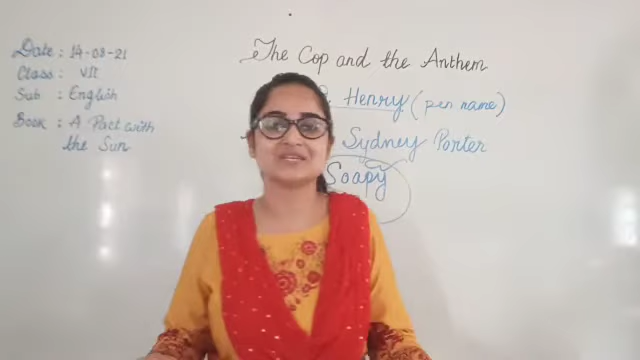 Date : 14-08-21
Class : VII
Sub : English
Book : A Pact with
the Sun
The Cop and the Anthem
Henry (pen name)
Sydney Porter
Soapy